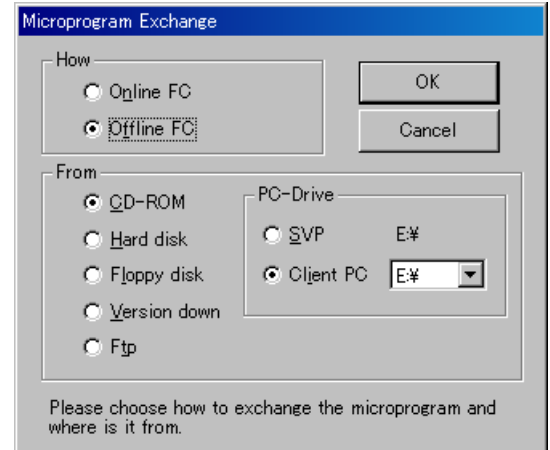 Microprogram Exchange
How
Online FC
OK
Offline FC
Cancel
From
CD-ROM
PC-Drive
Hard disk
SVP E:¥
Floppy disk
Client PC E:¥
Version down
Ftp
Please choose how to exchange the microprogram and
where is it from.